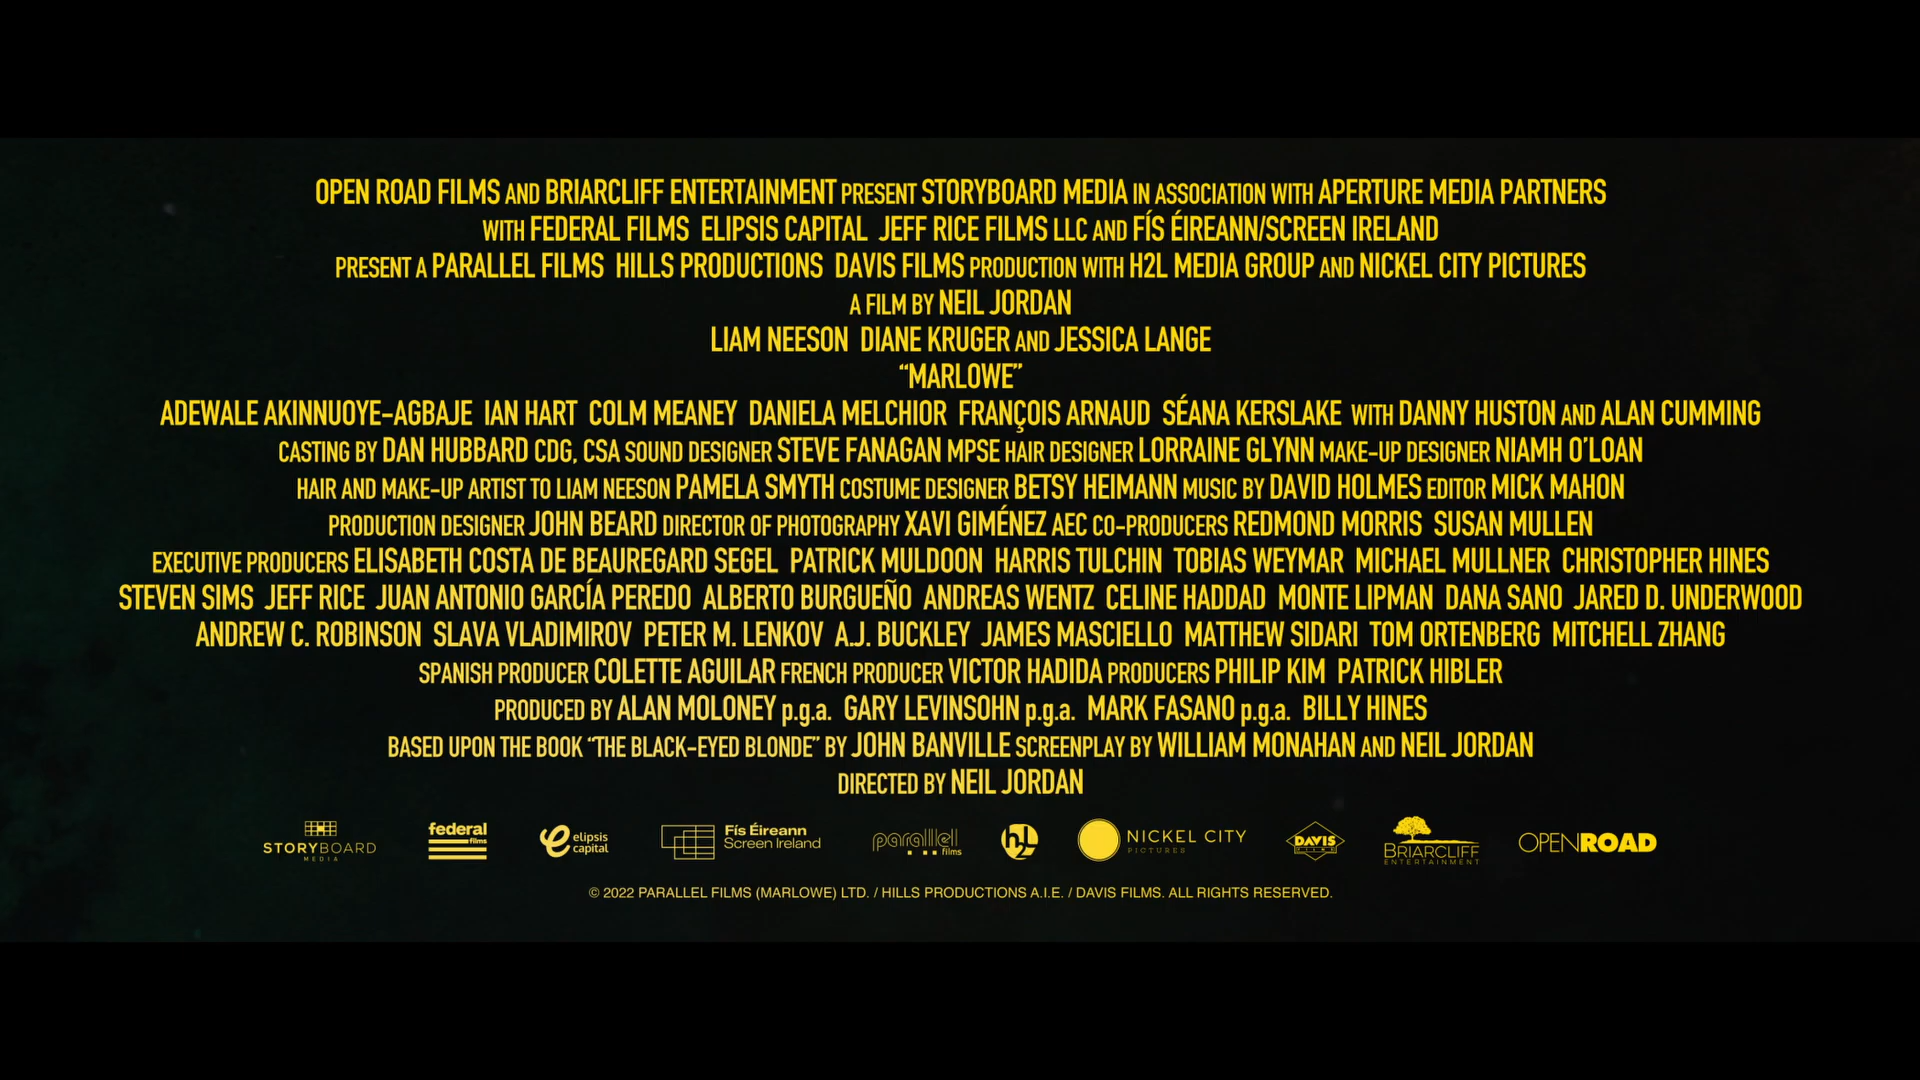 OPEN ROAD FILMS AND BRIARCLIFF ENTERTAINMENT PRESENT STORYBOARD MEDIA IN ASSOCIATION WITH APERTURE MEDIA PARTNERS
WITH FEDERAL FILMS ELIPSIS CAPITAL JEFF RICE FILMS LLC AND FÍS ÉIREANN/SCREEN IRELAND
PRESENT A PARALLEL FILMS HILLS PRODUCTIONS DAVIS FILMS PRODUCTION WITH H2L MEDIA GROUP AND NICKEL CITY PICTURES
A FILM BY NEIL JORDAN
LIAM NEESON DIANE KRUGER AND JESSICA LANGE
“MARLOWE”
ADEWALE AKINNUOYE-AGBAJE IAN HART COLM MEANEY DANIELA MELCHIOR FRANÇOIS ARNAUD SÉANA KERSLAKE WITH DANNY HUSTON AND ALAN CUMMING
CASTING BY DAN HUBBARD CDG, CSA SOUND DESIGNER STEVE FANAGAN MPSE HAIR DESIGNER LORRAINE GLYNN MAKE-UP DESIGNER NIAMH O’LOAN
HAIR AND MAKE-UP ARTIST TO LIAM NEESON PAMELA SMYTH COSTUME DESIGNER BETSY HEIMANN MUSIC BY DAVID HOLMES EDITOR MICK MAHON
PRODUCTION DESIGNER JOHN BEARD DIRECTOR OF PHOTOGRAPHY XAVI GIMÉNEZ AEC CO-PRODUCERS REDMOND MORRIS SUSAN MULLEN
EXECUTIVE PRODUCERS ELISABETH COSTA DE BEAUREGARD SEGEL PATRICK MULDOON HARRIS TULCHIN TOBIAS WEYMAR MICHAEL MULLNER CHRISTOPHER HINES
STEVEN SIMS JEFF RICE JUAN ANTONIO GARCÍA PEREDO ALBERTO BURGUEÑO ANDREAS WENTZ CELINE HADDAD MONTE LIPMAN DANA SANO JARED D. UNDERWOOD
ANDREW C. ROBINSON SLAVA VLADIMIROV PETER M. LENKOV A.J. BUCKLEY JAMES MASCIELLO MATTHEW SIDARI TOM ORTENBERG MITCHELL ZHANG
SPANISH PRODUCER COLETTE AGUILAR FRENCH PRODUCER VICTOR HADIDA PRODUCERS PHILIP KIM PATRICK HIBLER
PRODUCED BY ALAN MOLONEY p.g.a. GARY LEVINSOHN p.g.a. MARK FASANO p.g.a. BILLY HINES
BASED UPON THE BOOK “THE BLACK-EYED BLONDE” BY JOHN BANVILLE SCREENPLAY BY WILLIAM MONAHAN AND NEIL JORDAN
DIRECTED BY NEIL JORDAN
STORYBOARD
MEDIA
federal
films
elipsis
capital
Fís Éireann
Screen Ireland
parallel
films
h2L
NICKEL CITY
PICTURES
DAVIS
FILMS
BRIARCLIFF
ENTERTAINMENT
OPENROAD
© 2022 PARALLEL FILMS (MARLOWE) LTD. / HILLS PRODUCTIONS A.I.E. / DAVIS FILMS. ALL RIGHTS RESERVED.